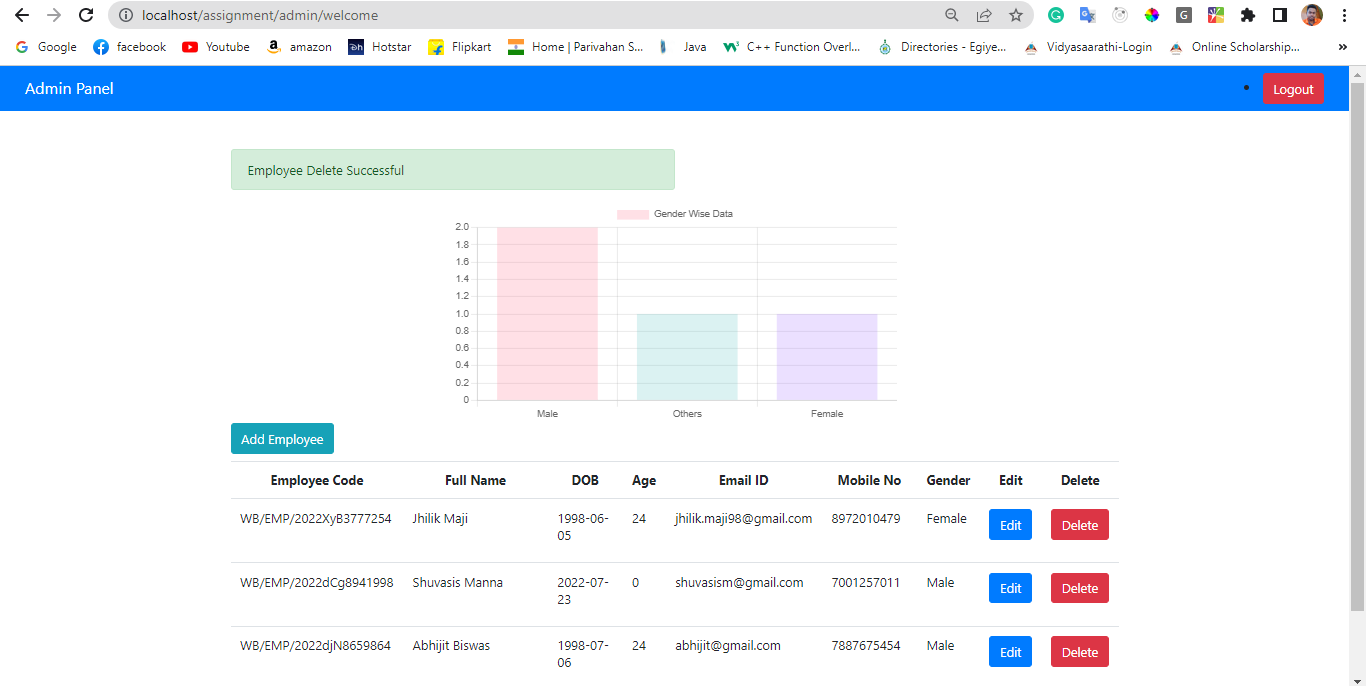 localhost/assignment/admin/welcome
Google facebook Youtube amazon Hotstar Flipkart Home | Parivahan S... Java C++ Function Overl... Directories - Egiye... Vidyasaarathi-Login Online Scholarship... »
Admin Panel Logout
Employee Delete Successful
Gender Wise Data
2.0
1.8
1.6
1.4
1.2
1.0
0.8
0.6
0.4
0.2
0
Male Others Female
Add Employee
Employee Code Full Name DOB Age Email ID Mobile No Gender Edit Delete
WB/EMP/2022XyB3777254 Jhilik Maji 1998-06- 24 jhilik.maji98@gmail.com 8972010479 Female Edit Delete
05
WB/EMP/2022dCg8941998 Shuvasis Manna 2022-07- 0 shuvasism@gmail.com 7001257011 Male Edit Delete
23
WB/EMP/2022djN8659864 Abhijit Biswas 1998-07- 24 abhijit@gmail.com 7887675454 Male Edit Delete
06